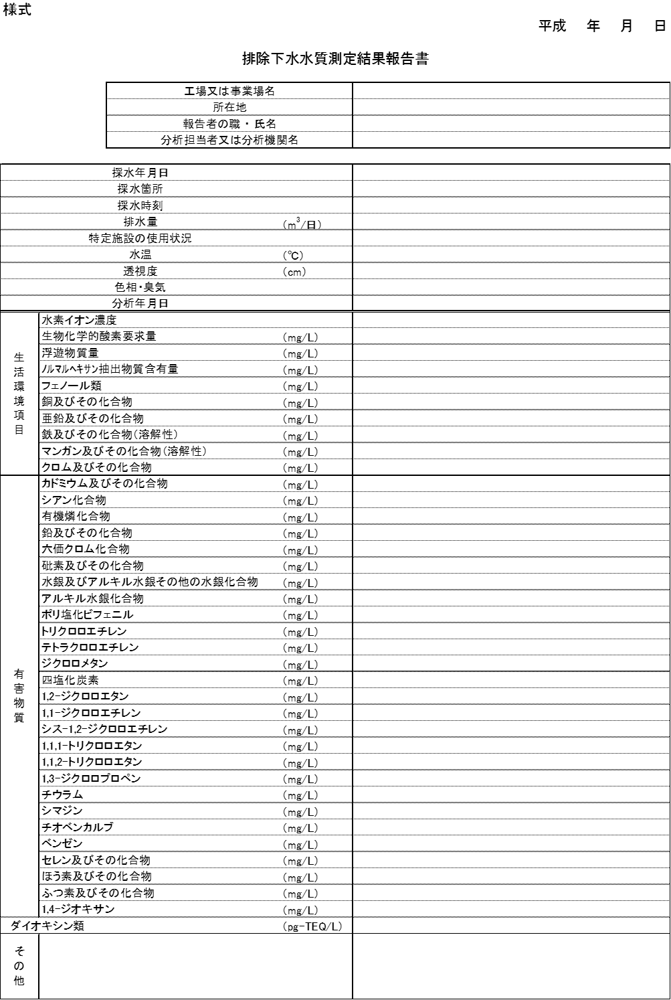 様式
平成　年　月　日
排除下水水質測定結果報告書
工場又は事業場名
所在地
報告者の職・氏名
分析担当者又は分析機関名
採水年月日
採水箇所
採水時刻
排水量 （m³/日）
特定施設の使用状況
水温 （℃）
透視度 （cm）
色相・臭気
分析年月日
生活環境項目
水素イオン濃度
生物化学的酸素要求量 （mg/L）
浮遊物質量 （mg/L）
ﾉﾙﾏﾙﾍｷｻﾝ抽出物質含有量 （mg/L）
フェノール類 （mg/L）
銅及びその化合物 （mg/L）
亜鉛及びその化合物 （mg/L）
鉄及びその化合物（溶解性） （mg/L）
マンガン及びその化合物（溶解性） （mg/L）
クロム及びその化合物 （mg/L）
有害物質
カドミウム及びその化合物 （mg/L）
シアン化合物 （mg/L）
有機燐化合物 （mg/L）
鉛及びその化合物 （mg/L）
六価クロム化合物 （mg/L）
砒素及びその化合物 （mg/L）
水銀及びアルキル水銀その他の水銀化合物 （mg/L）
アルキル水銀化合物 （mg/L）
ポリ塩化ビフェニル （mg/L）
トリクロロエチレン （mg/L）
テトラクロロエチレン （mg/L）
ジクロロメタン （mg/L）
四塩化炭素 （mg/L）
1,2-ジクロロエタン （mg/L）
1,1-ジクロロエチレン （mg/L）
シス-1,2-ジクロロエチレン （mg/L）
1,1,1-トリクロロエタン （mg/L）
1,1,2-トリクロロエタン （mg/L）
1,3-ジクロロプロペン （mg/L）
チウラム （mg/L）
シマジン （mg/L）
チオベンカルブ （mg/L）
ベンゼン （mg/L）
セレン及びその化合物 （mg/L）
ほう素及びその化合物 （mg/L）
ふつ素及びその化合物 （mg/L）
1,4-ジオキサン （mg/L）
ダイオキシン類 （pg-TEQ/L）
その他